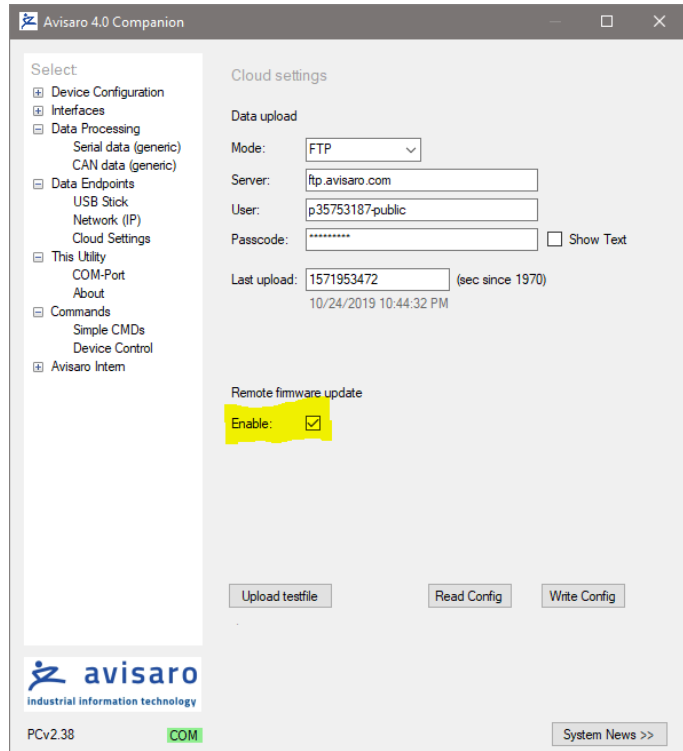 Avisaro 4.0 Companion
Select:
Device Configuration
Interfaces
Data Processing
Serial data (generic)
CAN data (generic)
Data Endpoints
USB Stick
Network (IP)
Cloud Settings
This Utility
COM-Port
About
Commands
Simple CMDs
Device Control
Avisaro Intern
Cloud settings
Data upload
Mode: FTP
Server: ftp.avisaro.com
User: p35753187-public
Passcode: ********* Show Text
Last upload: 1571953472 (sec since 1970)
10/24/2019 10:44:32 PM
Remote firmware update
Enable:
Upload testfile Read Config Write Config
avisaro
industrial information technology
PCv2.38 COM
System News >>